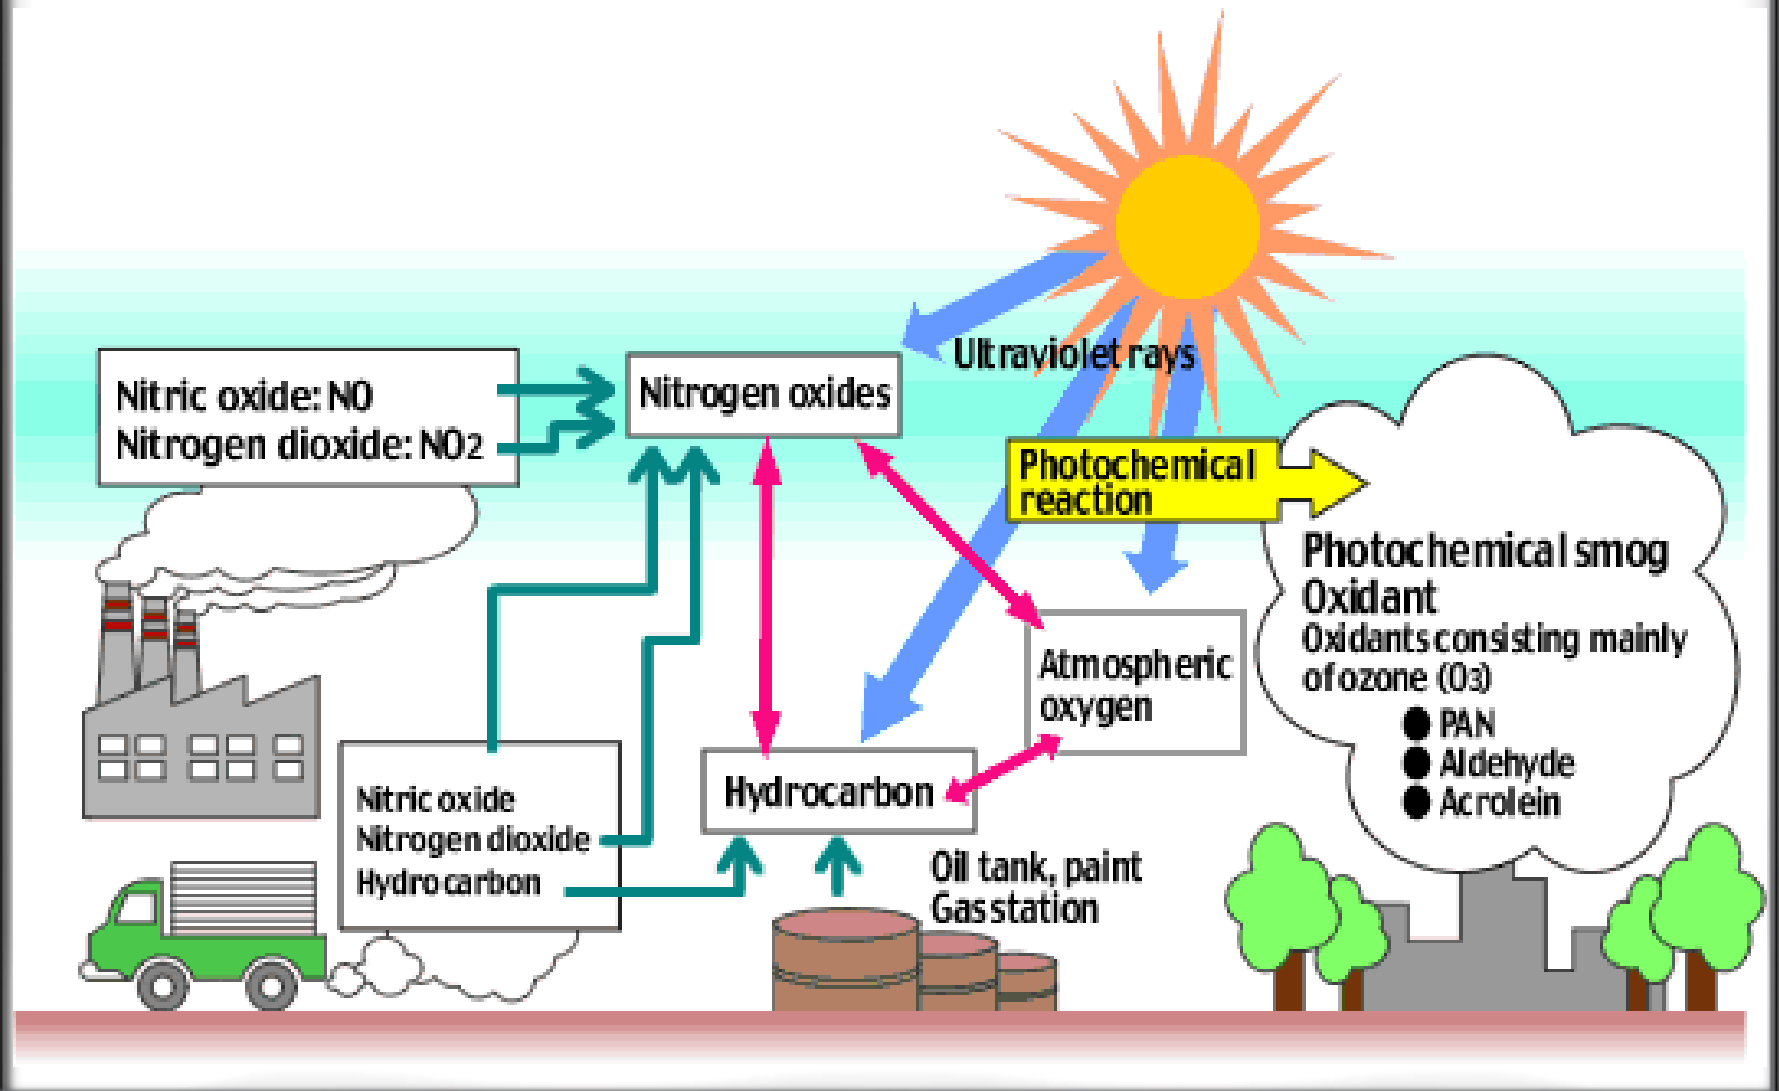 Nitric oxide: NO
Nitrogen dioxide: NO2
Nitrogen oxides
Ultraviolet rays
Photochemical
reaction
Photochemical smog
Oxidant
Oxidants consisting mainly
of ozone (O3)
● PAN
● Aldehyde
● Acrolein
Atmospheric
oxygen
Hydrocarbon
Nitric oxide
Nitrogen dioxide
Hydrocarbon
Oil tank, paint
Gas station